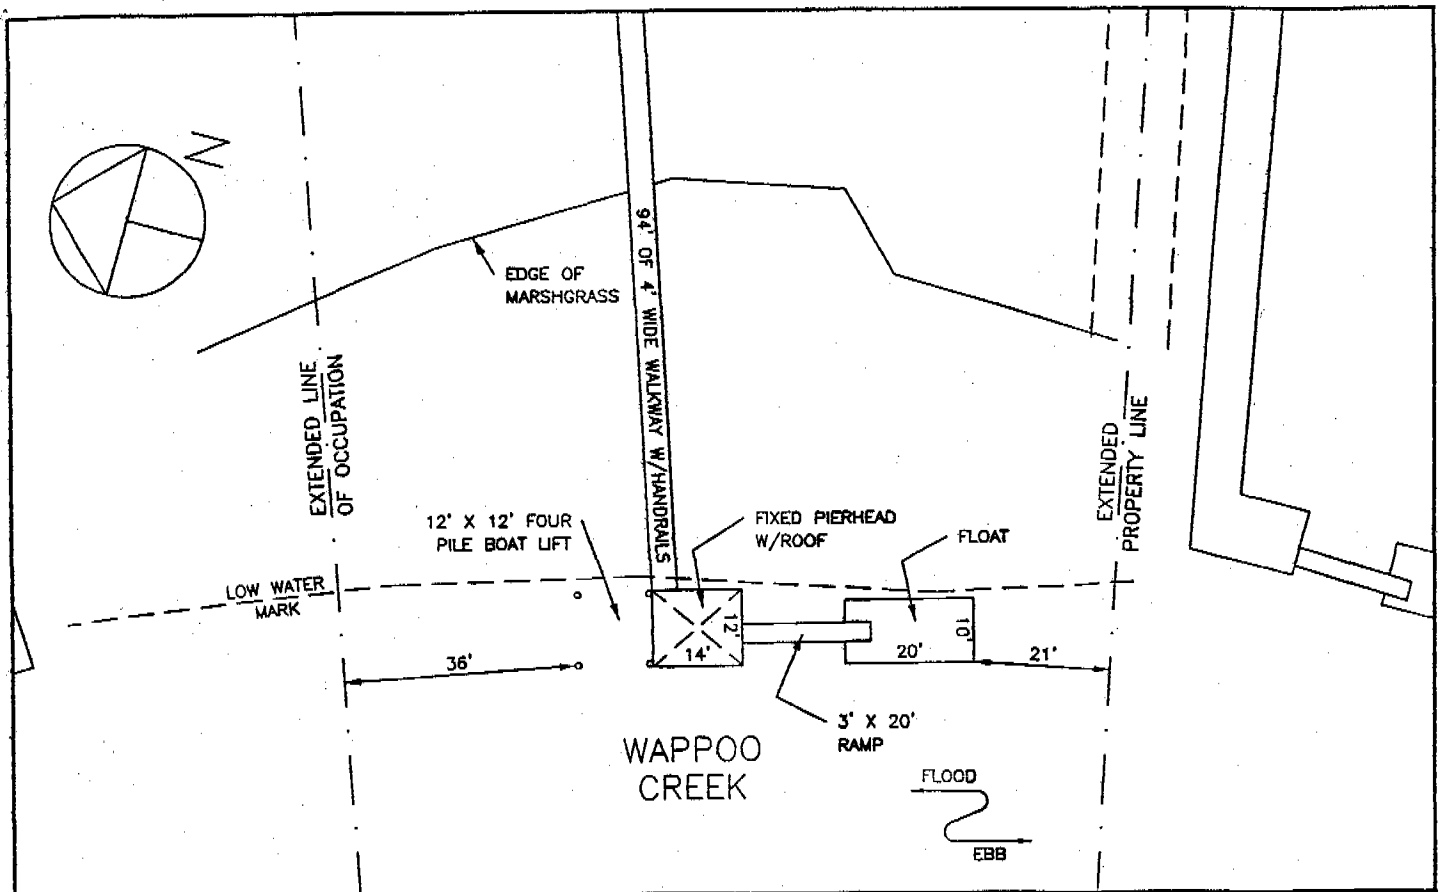 N
EDGE OF
MARSHGRASS
94' OF 4' WIDE WALKWAY W/HANDRAILS
EXTENDED LINE
OF OCCUPATION
EXTENDED
PROPERTY LINE
12' X 12' FOUR
PILE BOAT LIFT
FIXED PIERHEAD
W/ROOF
FLOAT
LOW WATER
MARK
12'
14'
10'
20'
36'
21'
3' X 20'
RAMP
WAPPOO
CREEK
FLOOD
EBB